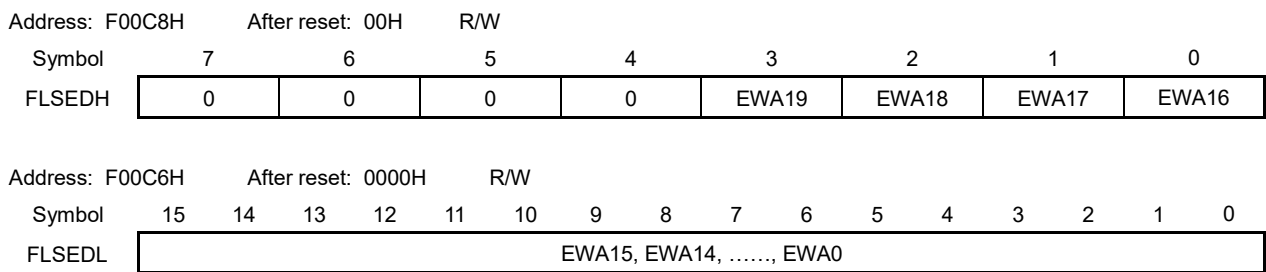 Address: F00C8H After reset: 00H R/W
Symbol 7 6 5 4 3 2 1 0
FLSEDH 0 0 0 0 EWA19 EWA18 EWA17 EWA16
Address: F00C6H After reset: 0000H R/W
Symbol 15 14 13 12 11 10 9 8 7 6 5 4 3 2 1 0
FLSEDL EWA15, EWA14, ……, EWA0